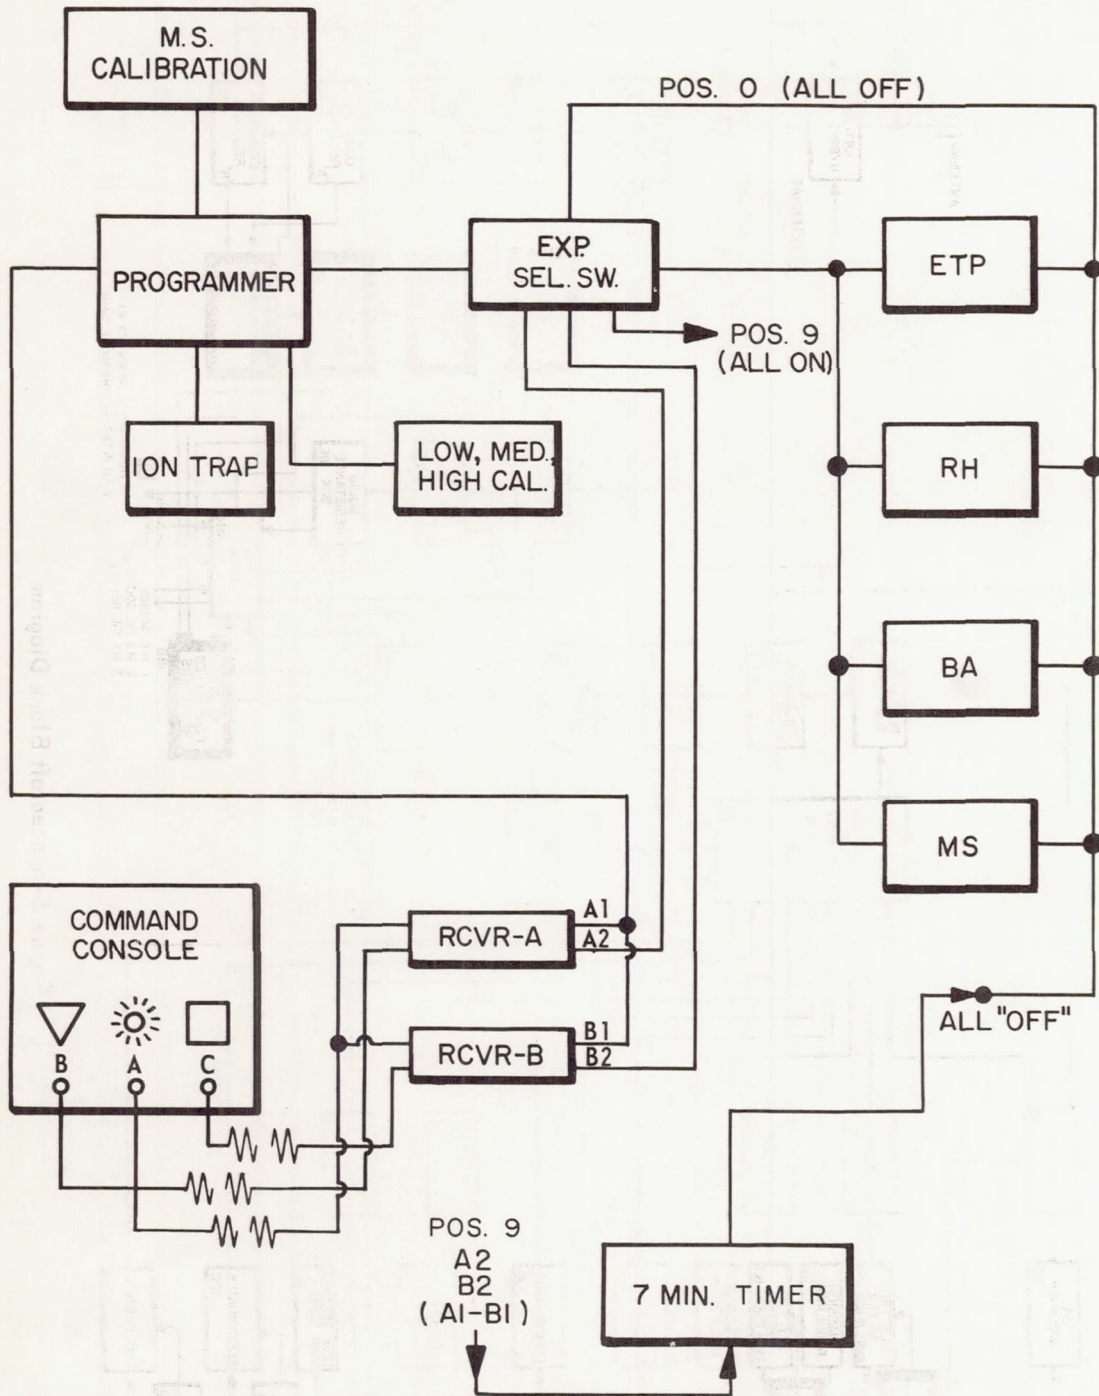 M. S.
CALIBRATION
POS. O (ALL OFF)
PROGRAMMER
EXP.
SEL. SW.
ETP
POS. 9
(ALL ON)
ION TRAP
LOW, MED.,
HIGH CAL.
RH
BA
MS
COMMAND
CONSOLE
B
A
C
RCVR-A
A1
A2
RCVR-B
B1
B2
ALL "OFF"
POS. 9
A2
B2
(A1-B1)
7 MIN. TIMER